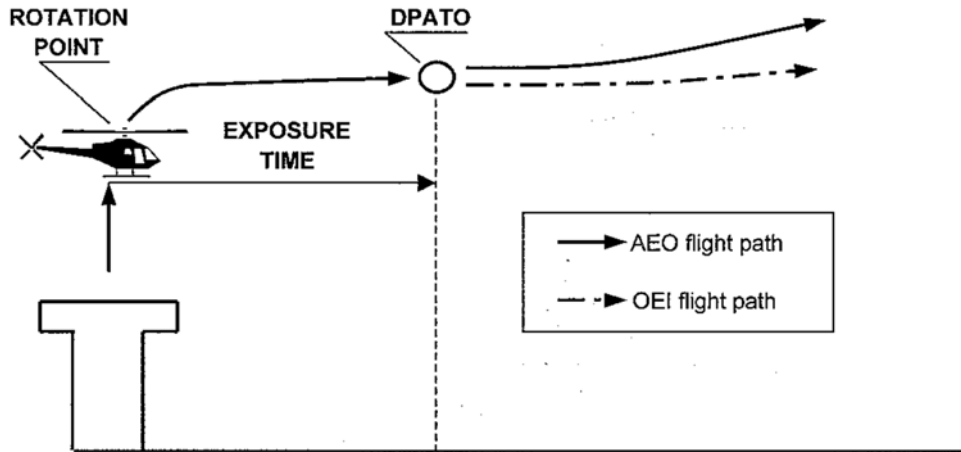 ROTATION
POINT
DPATO
EXPOSURE
TIME
AEO flight path
OEI flight path